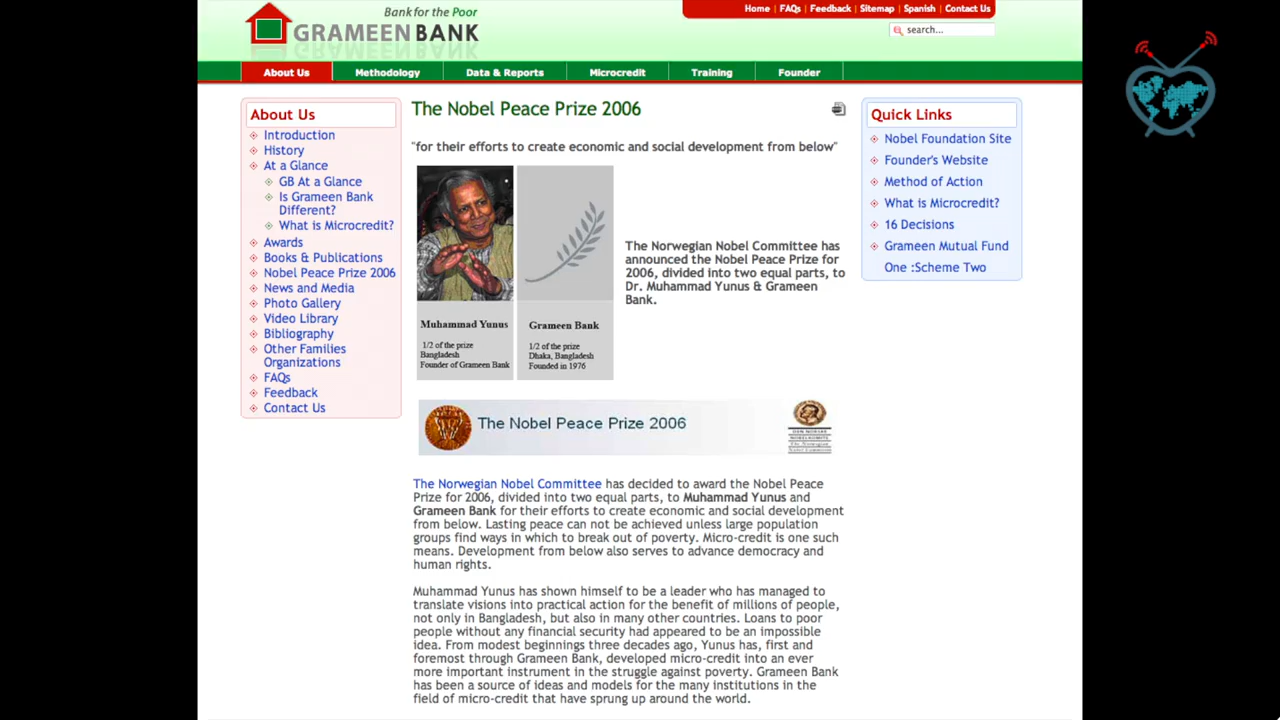 Bank for the Poor
GRAMEEN BANK
Home | FAQs | Feedback | Sitemap | Spanish | Contact Us
search...
About Us
Methodology
Data & Reports
Microcredit
Training
Founder
About Us
Introduction
History
At a Glance
GB At a Glance
Is Grameen Bank
Different?
What is Microcredit?
Awards
Books & Publications
Nobel Peace Prize 2006
News and Media
Photo Gallery
Video Library
Bibliography
Other Families
Organizations
FAQs
Feedback
Contact Us
The Nobel Peace Prize 2006
"for their efforts to create economic and social development from below"
Muhammad Yunus
1/2 of the prize
Bangladesh
Founder of Grameen Bank
Grameen Bank
1/2 of the prize
Dhaka, Bangladesh
Founded in 1976
The Norwegian Nobel Committee has
announced the Nobel Peace Prize for
2006, divided into two equal parts, to
Dr. Muhammad Yunus & Grameen
Bank.
The Nobel Peace Prize 2006
DEN NORSKE
NOBELKOMITE
The Norwegian
Nobel Committee
The Norwegian Nobel Committee has decided to award the Nobel Peace
Prize for 2006, divided into two equal parts, to Muhammad Yunus and
Grameen Bank for their efforts to create economic and social development
from below. Lasting peace can not be achieved unless large population
groups find ways in which to break out of poverty. Micro-credit is one such
means. Development from below also serves to advance democracy and
human rights.
Muhammad Yunus has shown himself to be a leader who has managed to
translate visions into practical action for the benefit of millions of people,
not only in Bangladesh, but also in many other countries. Loans to poor
people without any financial security had appeared to be an impossible
idea. From modest beginnings three decades ago, Yunus has, first and
foremost through Grameen Bank, developed micro-credit into an ever
more important instrument in the struggle against poverty. Grameen Bank
has been a source of ideas and models for the many institutions in the
field of micro-credit that have sprung up around the world.
Quick Links
Nobel Foundation Site
Founder's Website
Method of Action
What is Microcredit?
16 Decisions
Grameen Mutual Fund
One :Scheme Two